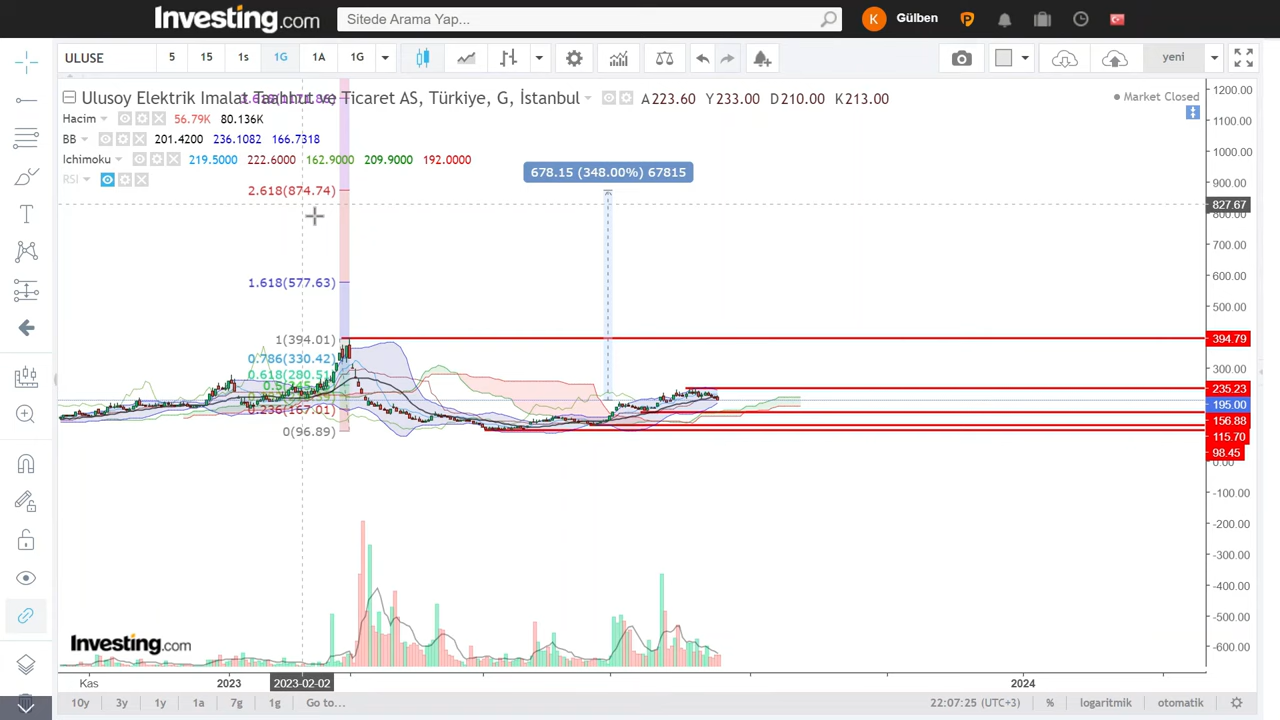 Investing.com
Sitede Arama Yap...
K
Gülben
ULUSE
5
15
1s
1G
1A
1G
yeni
Ulusoy Elektrik Imalat Taahhut ve Ticaret AS, Türkiye, G, İstanbul
A223.60 Y233.00 D210.00 K213.00
Market Closed
Hacim 56.79K 80.136K
BB 201.4200 236.1082 166.7318
Ichimoku 219.5000 222.6000 162.9000 209.9000 192.0000
RSI
678.15 (348.00%) 67815
2.618(874.74)
1.618(577.63)
1(394.01)
0.786(330.42)
0.236(167.01)
0(96.89)
1200.00
1100.00
1000.00
900.00
827.67
800.00
700.00
600.00
500.00
394.79
300.00
235.23
195.00
156.88
115.70
98.45
0.00
-100.00
-200.00
-300.00
-400.00
-500.00
-600.00
Investing.com
Kas
2023
2023-02-02
2024
10y
3y
1y
1a
7g
1g
Go to...
22:07:25 (UTC+3)
%
logaritmik
otomatik